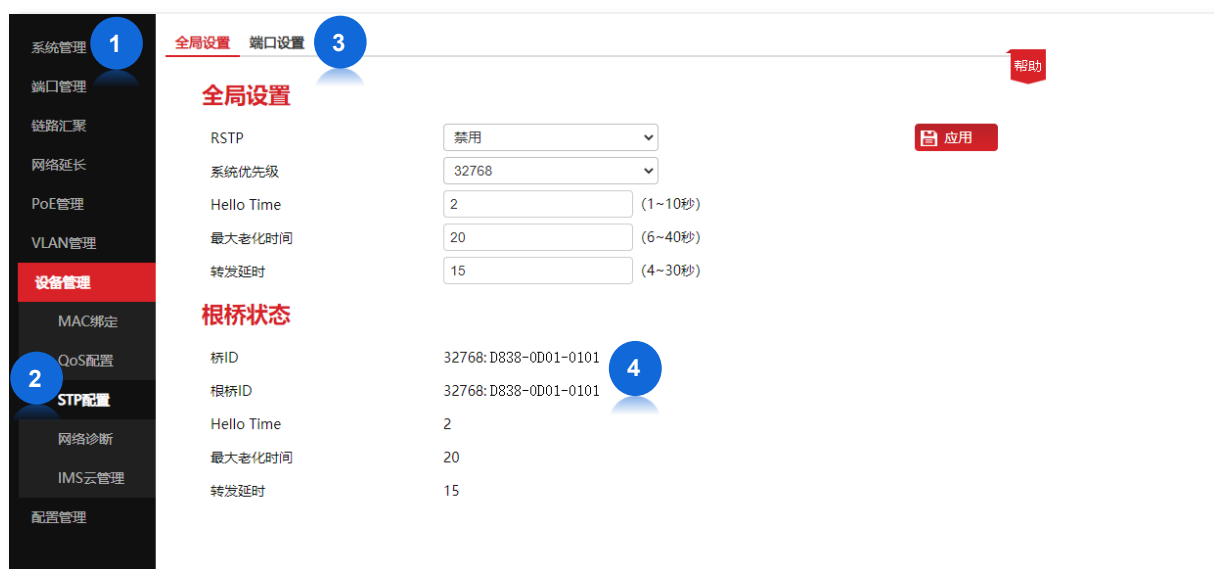 系统管理
1
端口管理
链路汇聚
网络延长
PoE管理
VLAN管理
设备管理
MAC绑定
QoS配置
2
STP配置
网络诊断
IMS云管理
配置管理
全局设置 端口设置
3
帮助
全局设置
RSTP 禁用 应用
系统优先级 32768
Hello Time 2 (1~10秒)
最大老化时间 20 (6~40秒)
转发延时 15 (4~30秒)
根桥状态
桥ID 32768:D838-0D01-0101
4
根桥ID 32768:D838-0D01-0101
Hello Time 2
最大老化时间 20
转发延时 15